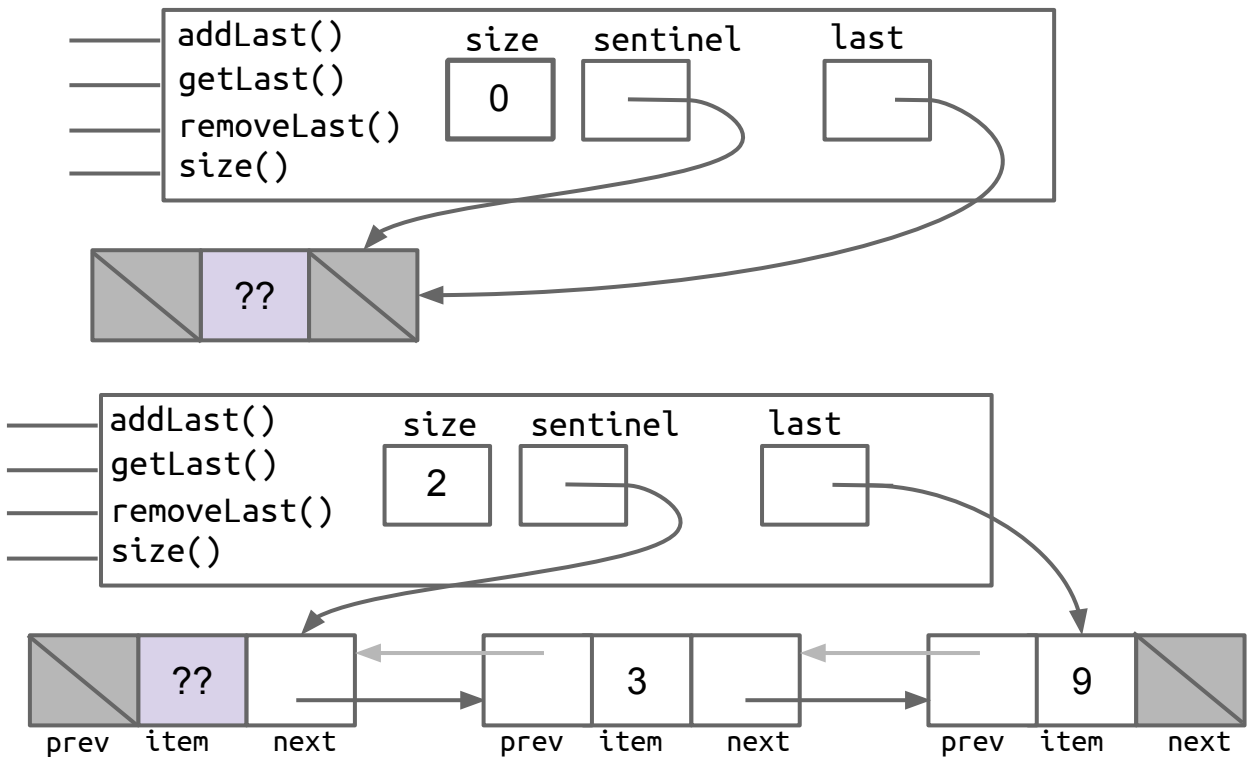 addLast() size sentinel last
getLast() 0
removeLast()
size()
??
addLast() size sentinel last
getLast() 2
removeLast()
size()
?? 3 9
prev item next prev item next prev item next